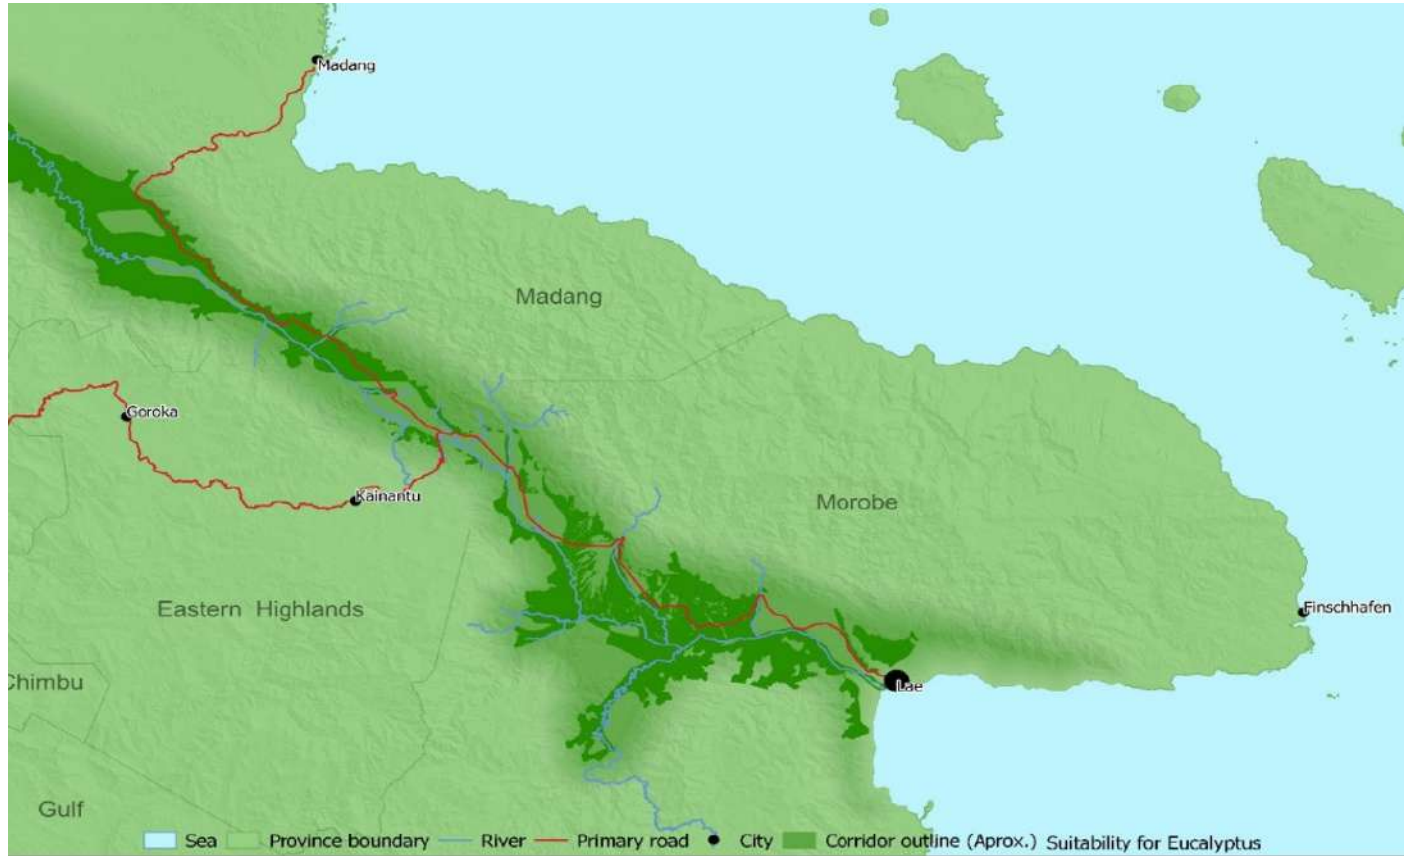 Madang
Madang
Goroka
Kainantu
Morobe
Eastern Highlands
Finschhafen
Chimbu
Lae
Gulf
Sea Province boundary River Primary road City Corridor outline (Aprox.) Suitability for Eucalyptus